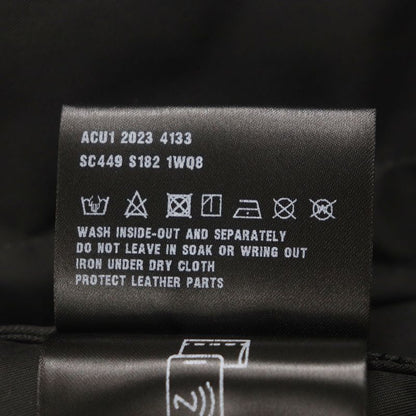 ACU1 2023 4133
SC449 S182 1WQ8
WASH INSIDE-OUT AND SEPARATELY
DO NOT LEAVE IN SOAK OR WRING OUT
IRON UNDER DRY CLOTH
PROTECT LEATHER PARTS